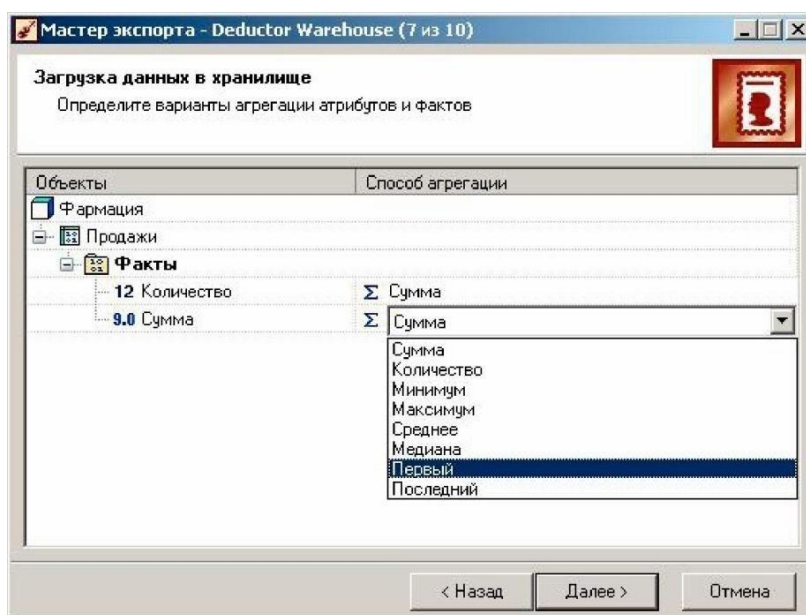 Мастер экспорта - Deductor Warehouse (7 из 10)
Загрузка данных в хранилище
Определите варианты агрегации атрибутов и фактов
Объекты Способ агрегации
Фармация
Продажи
Факты
12 Количество Σ Сумма
9.0 Сумма Σ Сумма
Сумма
Количество
Минимум
Максимум
Среднее
Медиана
Первый
Последний
< Назад Далее > Отмена